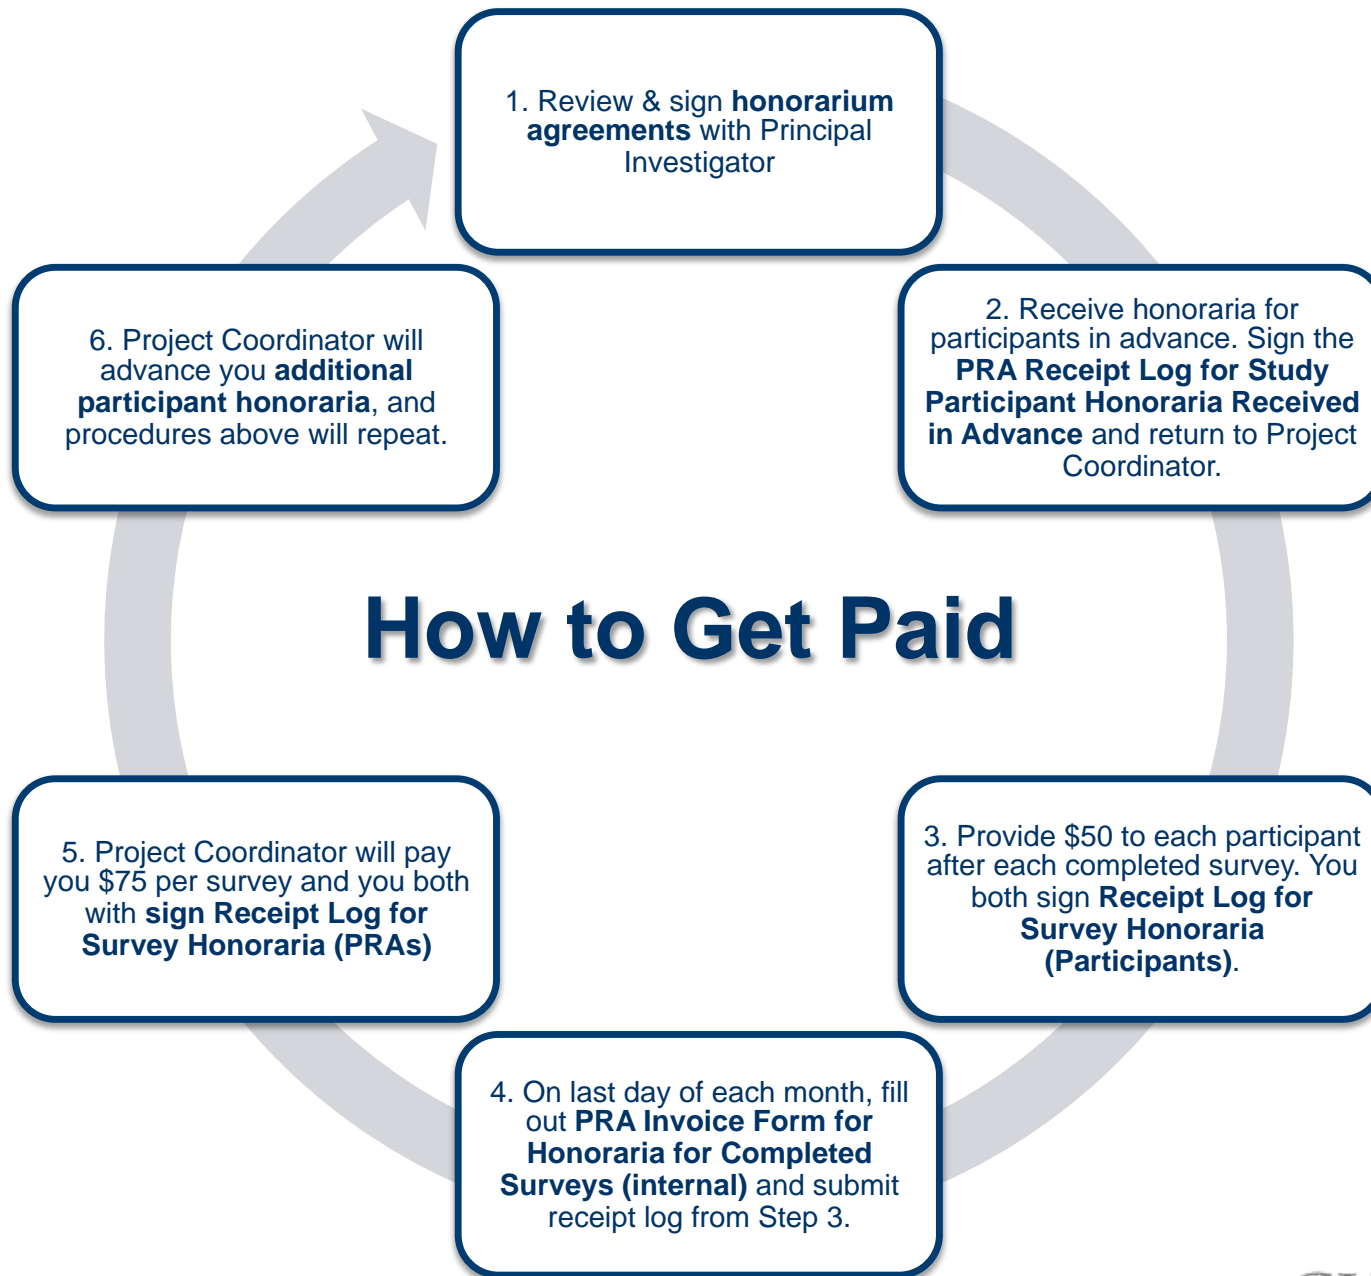 1. Review & sign honorarium
agreements with Principal
Investigator
2. Receive honoraria for
participants in advance. Sign the
PRA Receipt Log for Study
Participant Honoraria Received
in Advance and return to Project
Coordinator.
6. Project Coordinator will
advance you additional
participant honoraria, and
procedures above will repeat.
How to Get Paid
3. Provide $50 to each participant
after each completed survey. You
both sign Receipt Log for
Survey Honoraria
(Participants).
5. Project Coordinator will pay
you $75 per survey and you both
with sign Receipt Log for
Survey Honoraria (PRAs)
4. On last day of each month, fill
out PRA Invoice Form for
Honoraria for Completed
Surveys (internal) and submit
receipt log from Step 3.